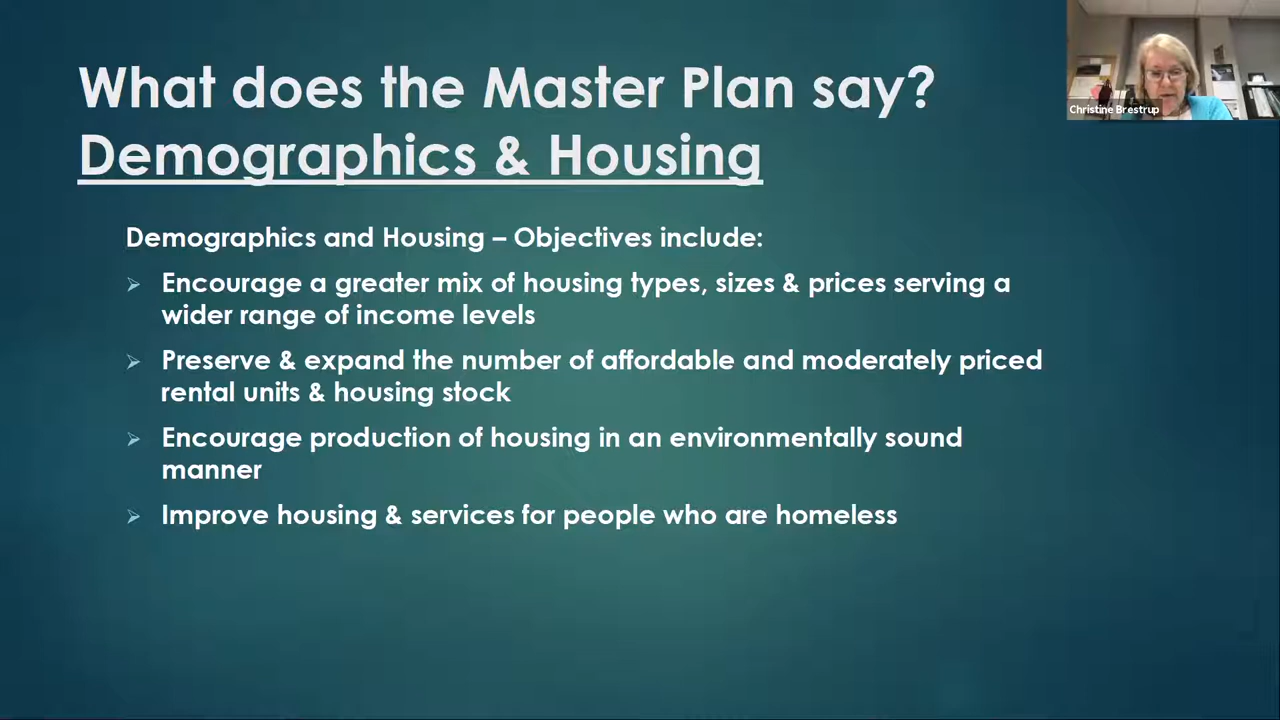 What does the Master Plan say?
Demographics & Housing
Christine Brestrup
Demographics and Housing – Objectives include:
Encourage a greater mix of housing types, sizes & prices serving a
wider range of income levels
Preserve & expand the number of affordable and moderately priced
rental units & housing stock
Encourage production of housing in an environmentally sound
manner
Improve housing & services for people who are homeless